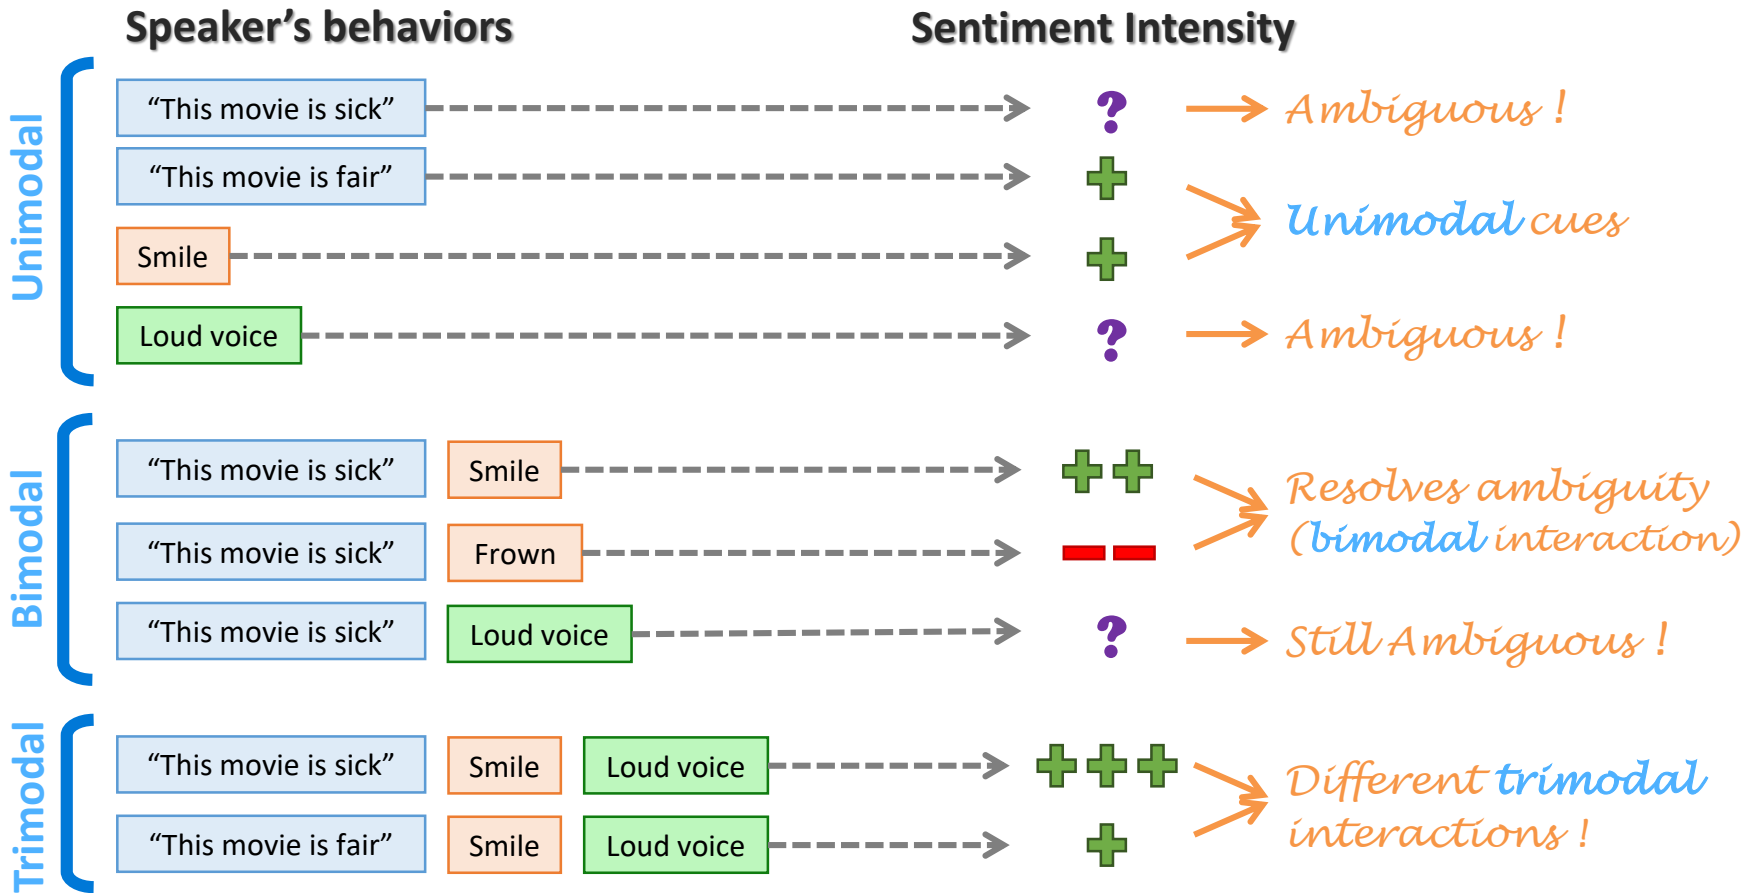 Speaker’s behaviors
Sentiment Intensity
Unimodal
“This movie is sick”
?
Ambiguous !
“This movie is fair”
Unimodal cues
Smile
Loud voice
?
Ambiguous !
Bimodal
“This movie is sick”
Smile
Resolves ambiguity
(bimodal interaction)
“This movie is sick”
Frown
“This movie is sick”
Loud voice
?
Still Ambiguous !
Trimodal
“This movie is sick”
Smile
Loud voice
Different trimodal
interactions !
“This movie is fair”
Smile
Loud voice